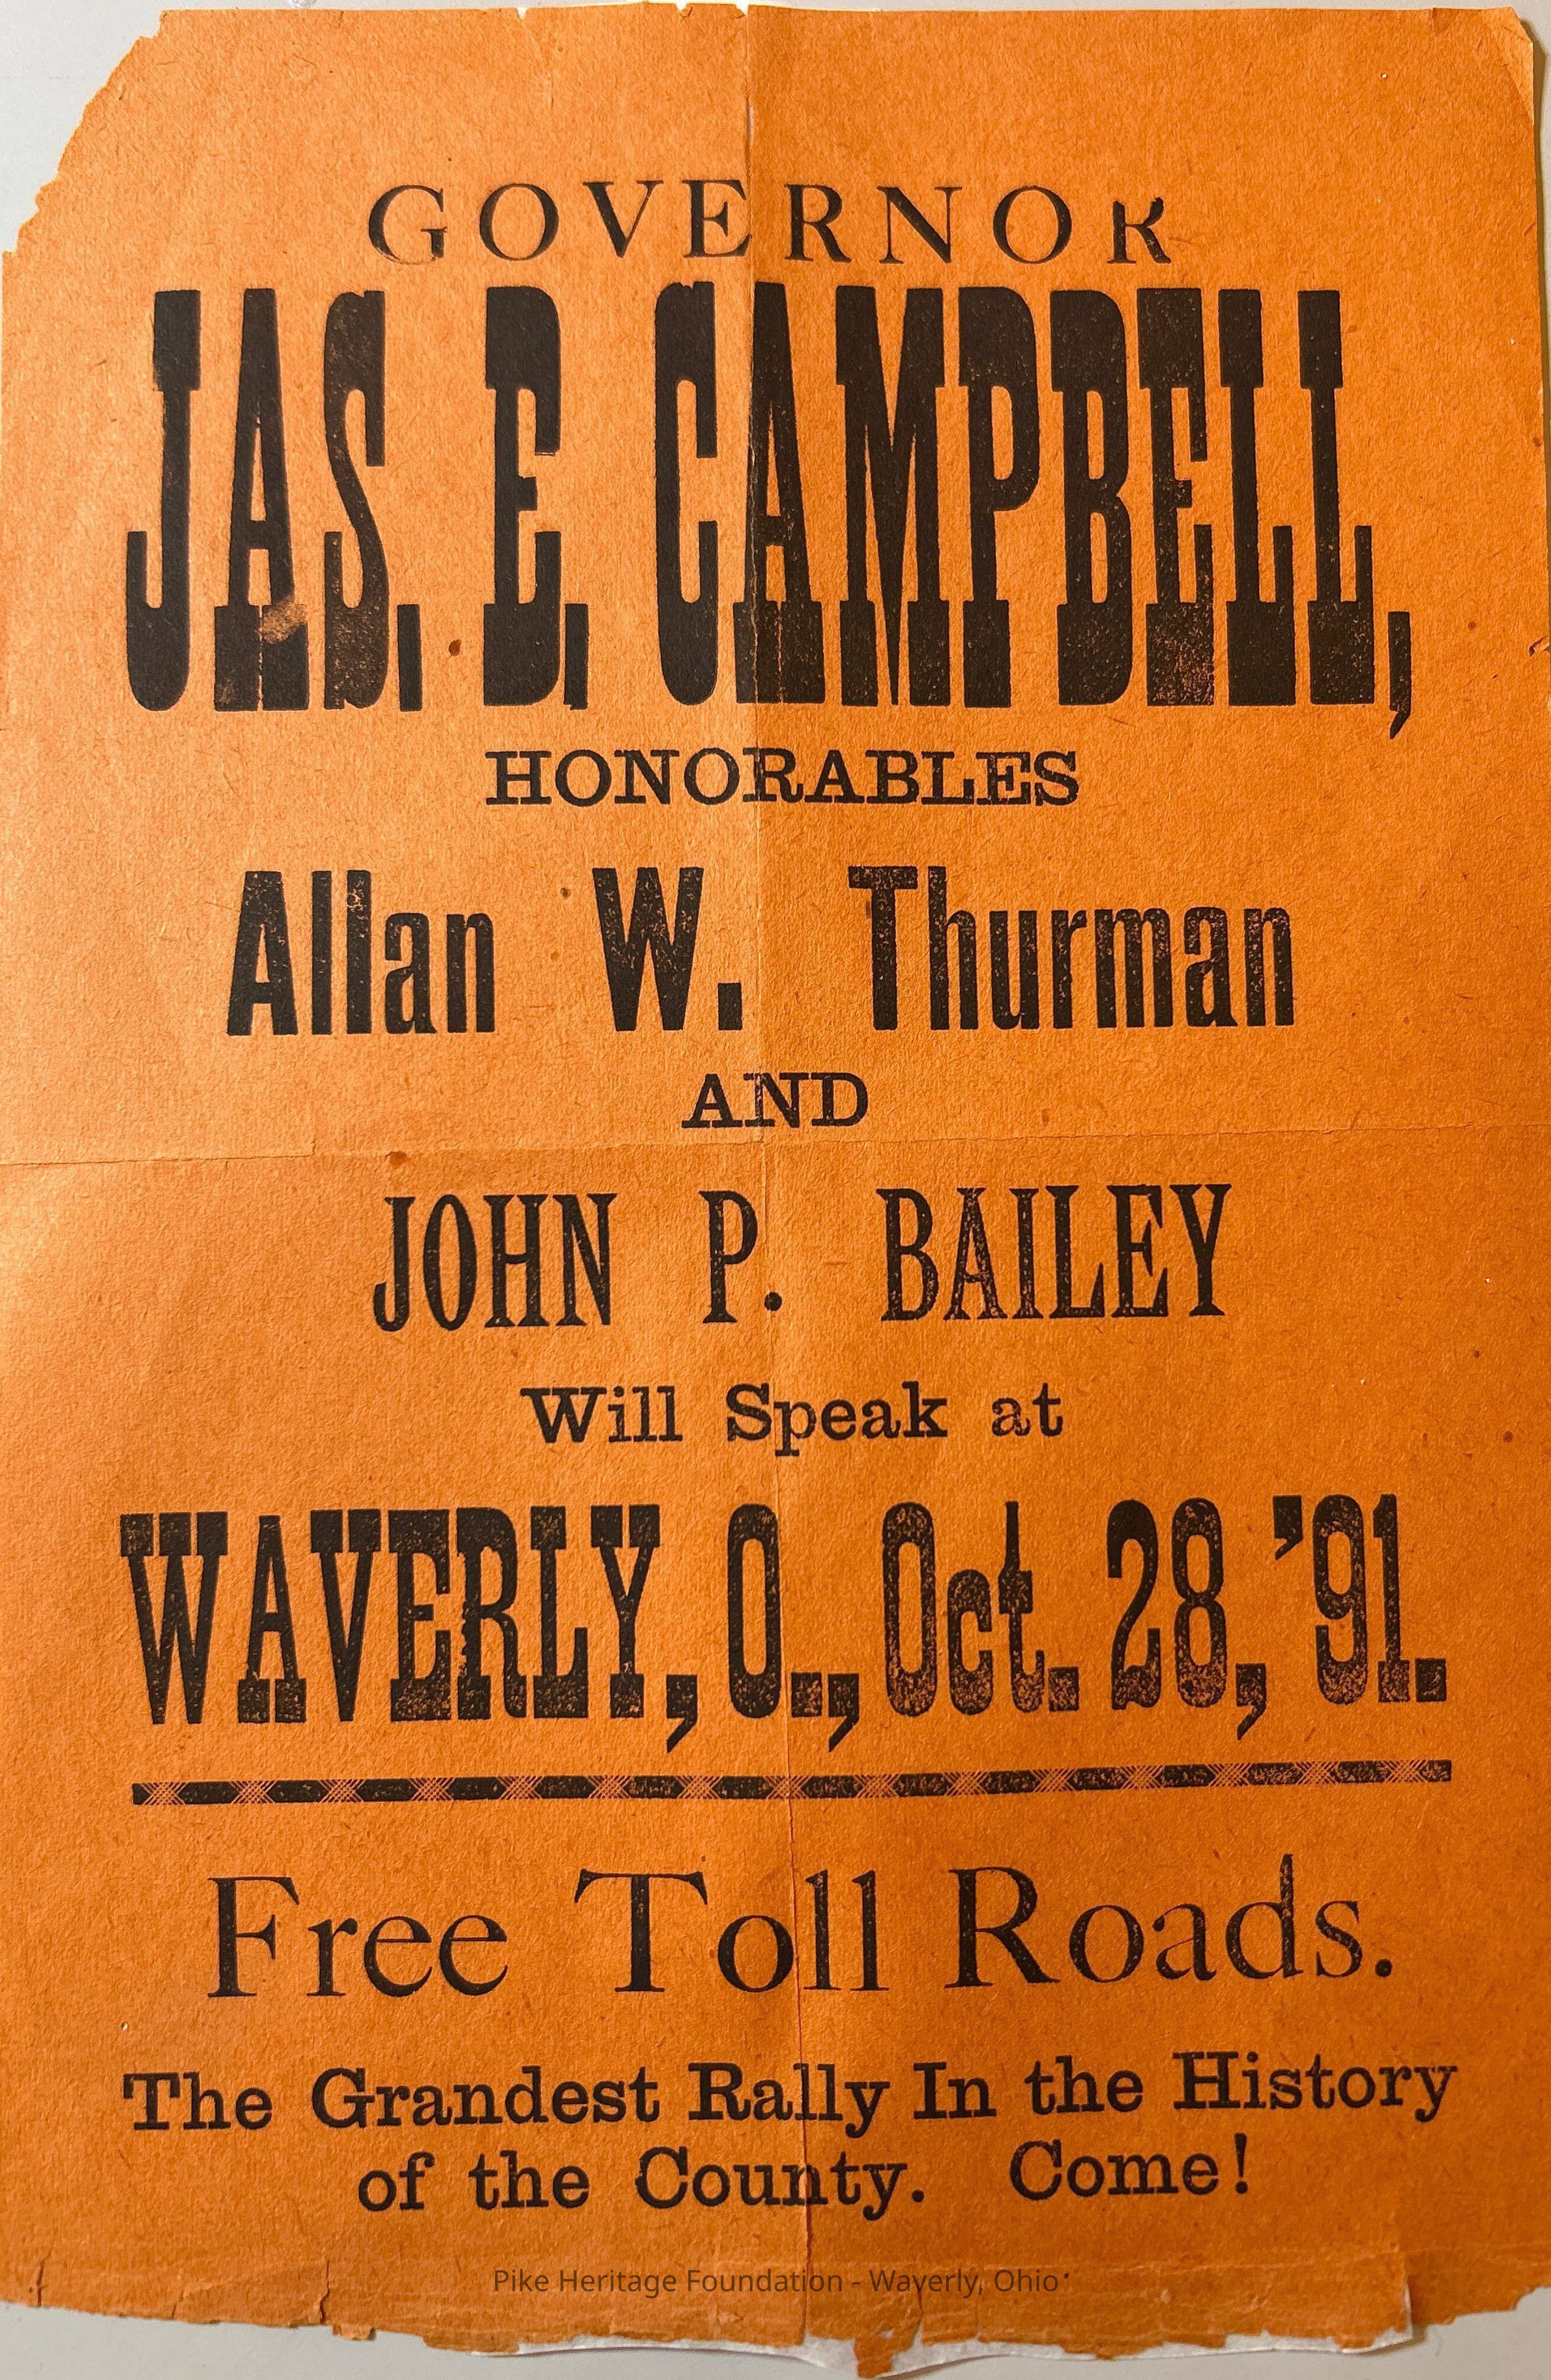 GOVERNOR
JAS. E. CAMPBELL,
HONORABLES
Allan W. Thurman
AND
JOHN P. BAILEY
Will Speak at
WAVERLY, O., Oct. 28, '91.
Free Toll Roads.
The Grandest Rally In the History
of the County. Come!
Pike Heritage Foundation - Waverly, Ohio